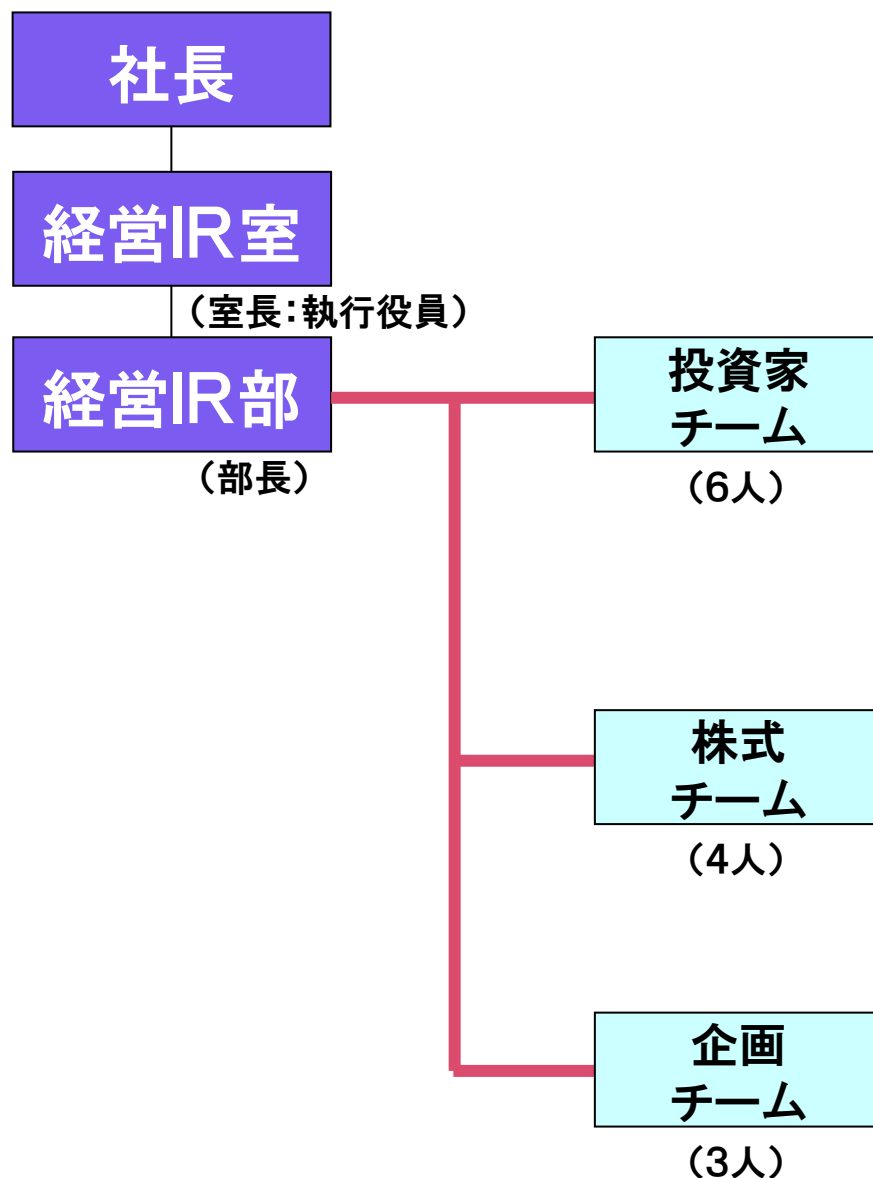 社長
経営IR室
（室長：執行役員）
経営IR部
（部長）
投資家
チーム
（6人）
株式
チーム
（4人）
企画
チーム
（3人）